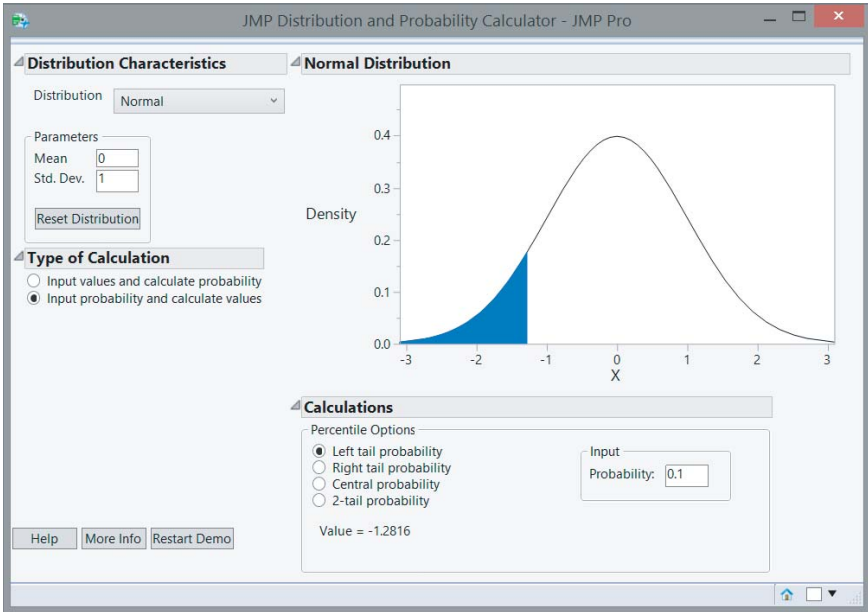 JMP Distribution and Probability Calculator - JMP Pro
Distribution Characteristics
Distribution Normal
Parameters
Mean 0
Std. Dev. 1
Reset Distribution
Type of Calculation
Input values and calculate probability
Input probability and calculate values
Normal Distribution
0.4
0.3
Density
0.2
0.1
0.0
-3 -2 -1 0 1 2 3
X
Calculations
Percentile Options
Left tail probability
Right tail probability
Central probability
2-tail probability
Input
Probability: 0.1
Value = -1.2816
Help More Info Restart Demo